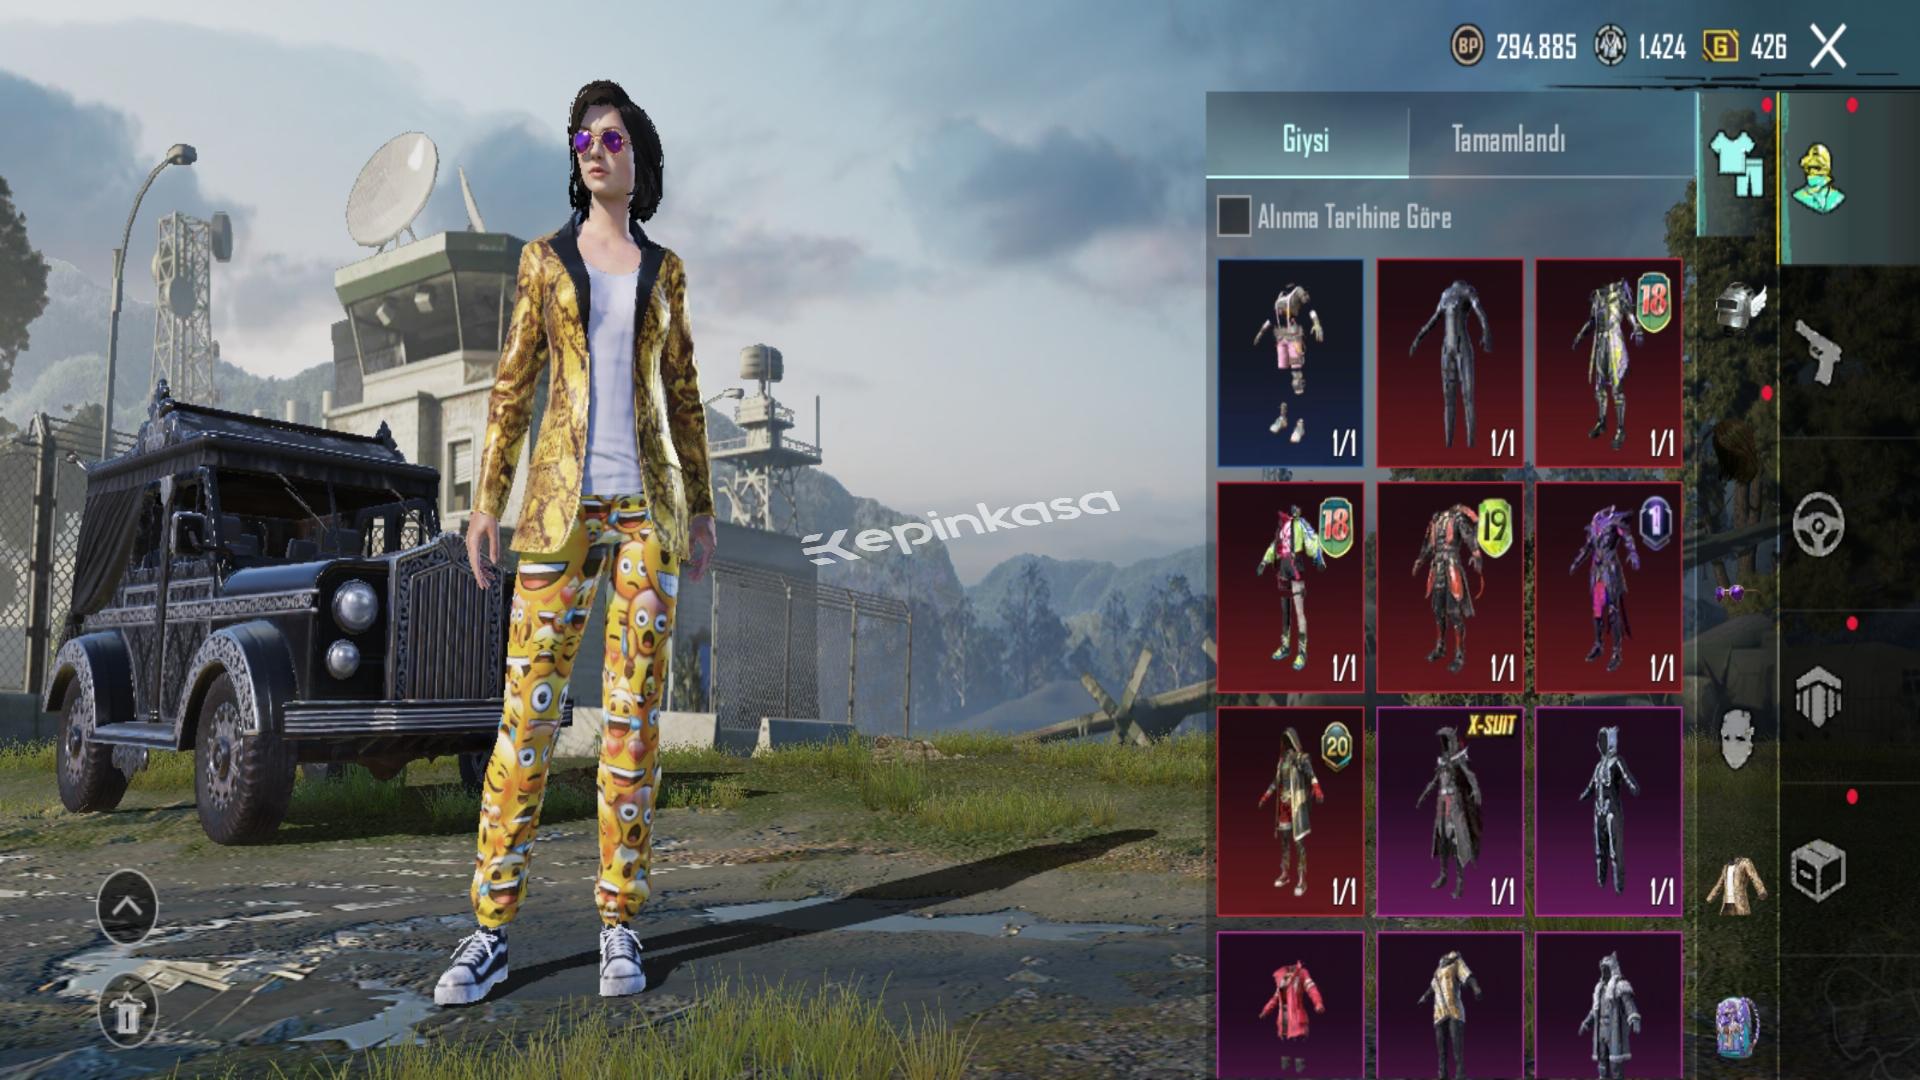 BP 294.885 1.424 G 426
Giysi Tamamlandı
Alınma Tarihine Göre
1/1 1/1 18 1/1
18 1/1 19 1/1 1 1/1
20 1/1 X-SUIT 1/1 1/1
epinkasa